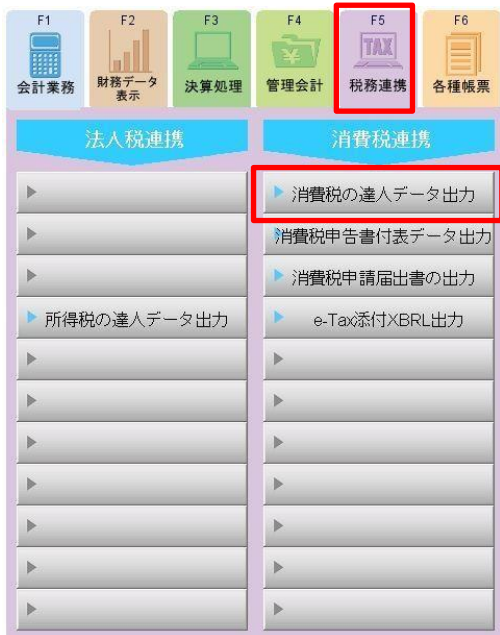 F1 F2 F3 F4 F5 F6
¥ TAX
会計業務 財務データ 決算処理 管理会計 税務連携 各種帳票
表示
法人税連携 消費税連携
消費税の達人データ出力
消費税申告書付表データ出力
消費税申請届出書の出力
所得税の達人データ出力 e-Tax添付XBRL出力